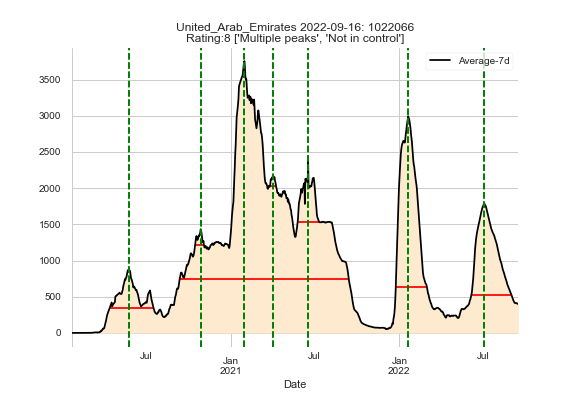 United_Arab_Emirates 2022-09-16: 1022066
Rating:8 ['Multiple peaks', 'Not in control']
Average-7d
3500
3000
2500
2000
1500
1000
500
0
Jul
Jan
2021
Jul
Jan
2022
Jul
Date